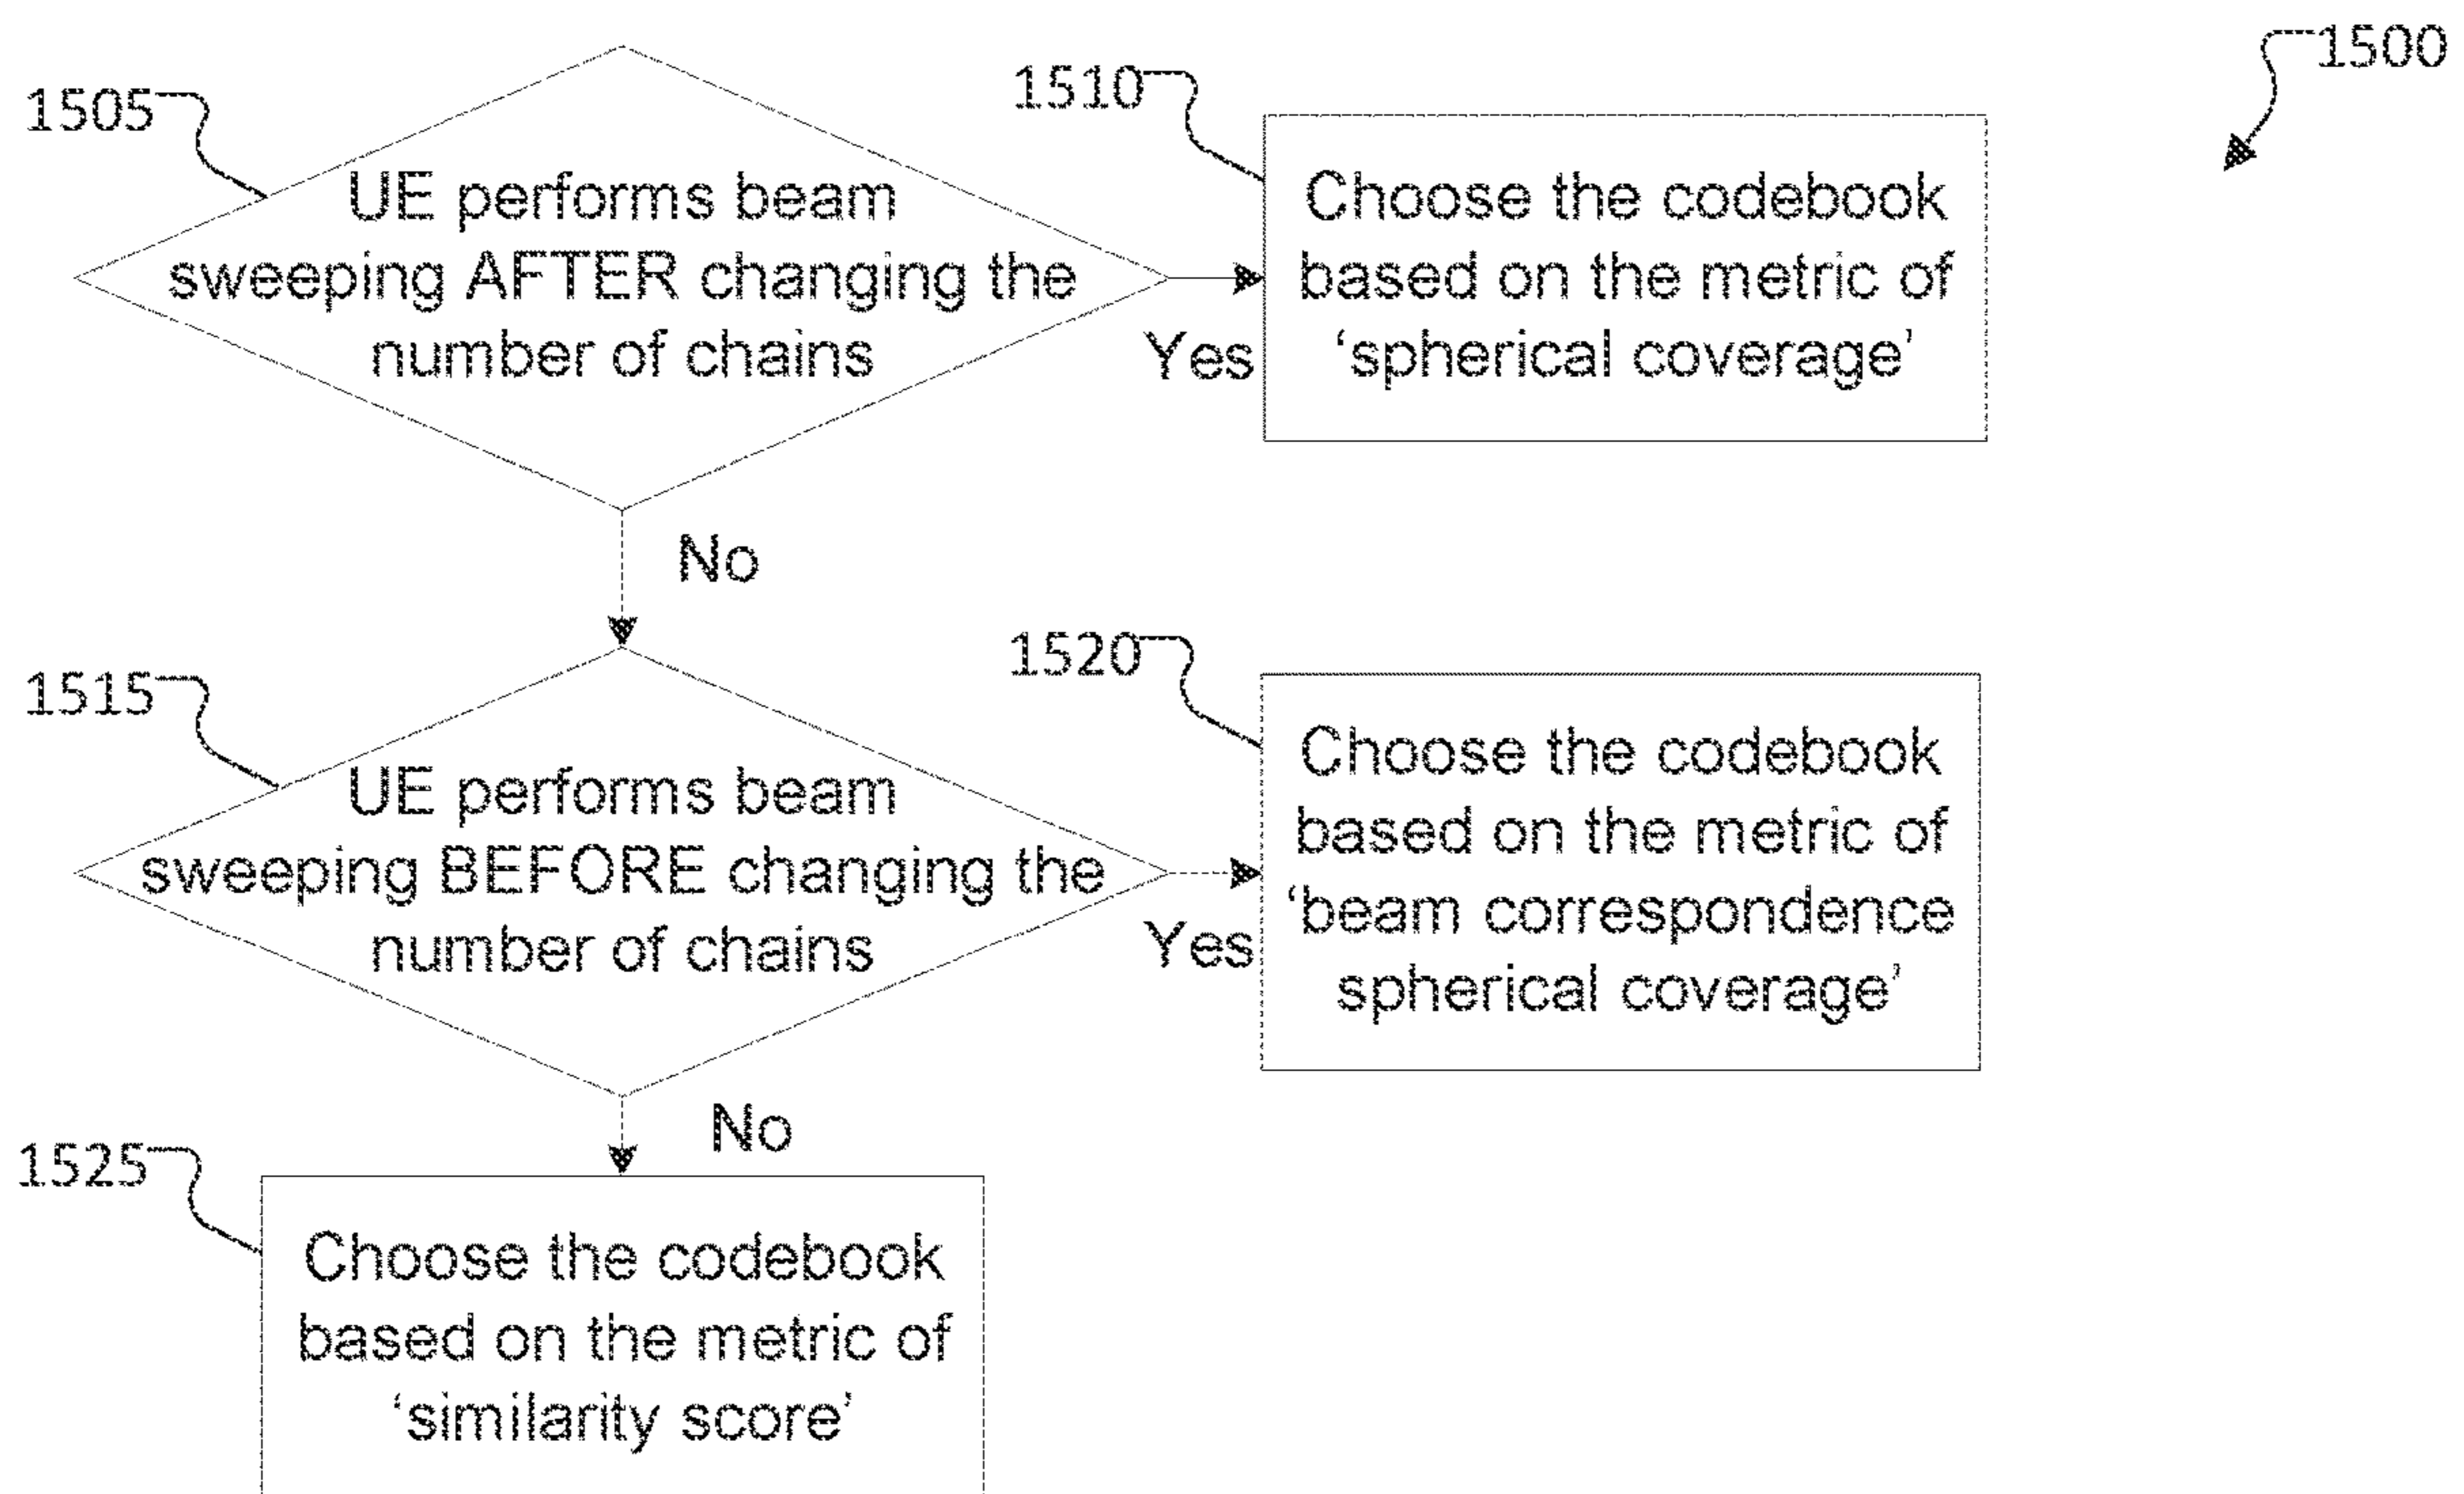 1500
1505
UE performs beam
sweeping AFTER changing the
number of chains
Yes
1510
Choose the codebook
based on the metric of
‘spherical coverage’
No
1515
UE performs beam
sweeping BEFORE changing the
number of chains
Yes
1520
Choose the codebook
based on the metric of
‘beam correspondence
spherical coverage’
No
1525
Choose the codebook
based on the metric of
‘similarity score’